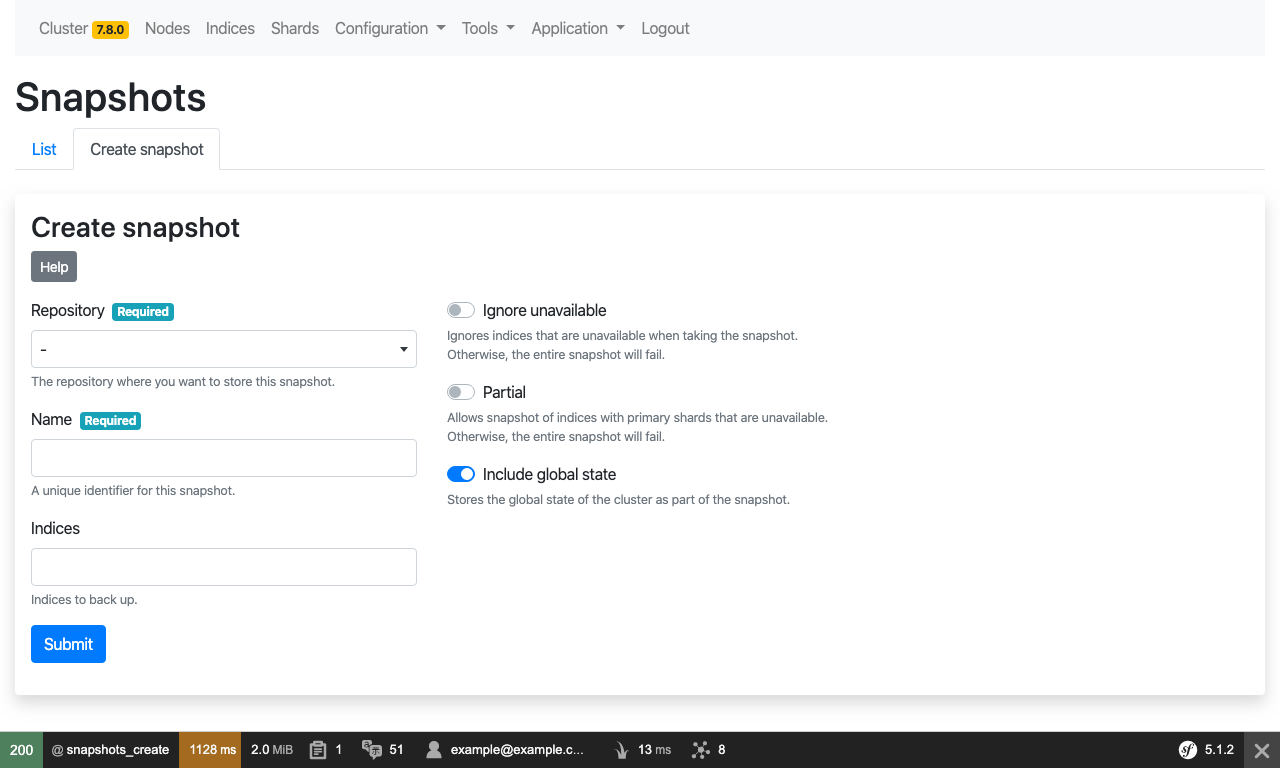 Cluster 7.8.0 Nodes Indices Shards Configuration Tools Application Logout
Snapshots
List Create snapshot
Create snapshot
Help
Repository Required
-
The repository where you want to store this snapshot.
Name Required
A unique identifier for this snapshot.
Indices
Indices to back up.
Submit
Ignore unavailable
Ignores indices that are unavailable when taking the snapshot.
Otherwise, the entire snapshot will fail.
Partial
Allows snapshot of indices with primary shards that are unavailable.
Otherwise, the entire snapshot will fail.
Include global state
Stores the global state of the cluster as part of the snapshot.
200 @ snapshots_create 1128 ms 2.0 MiB 1 51 example@example.c... 13 ms 8 sf 5.1.2